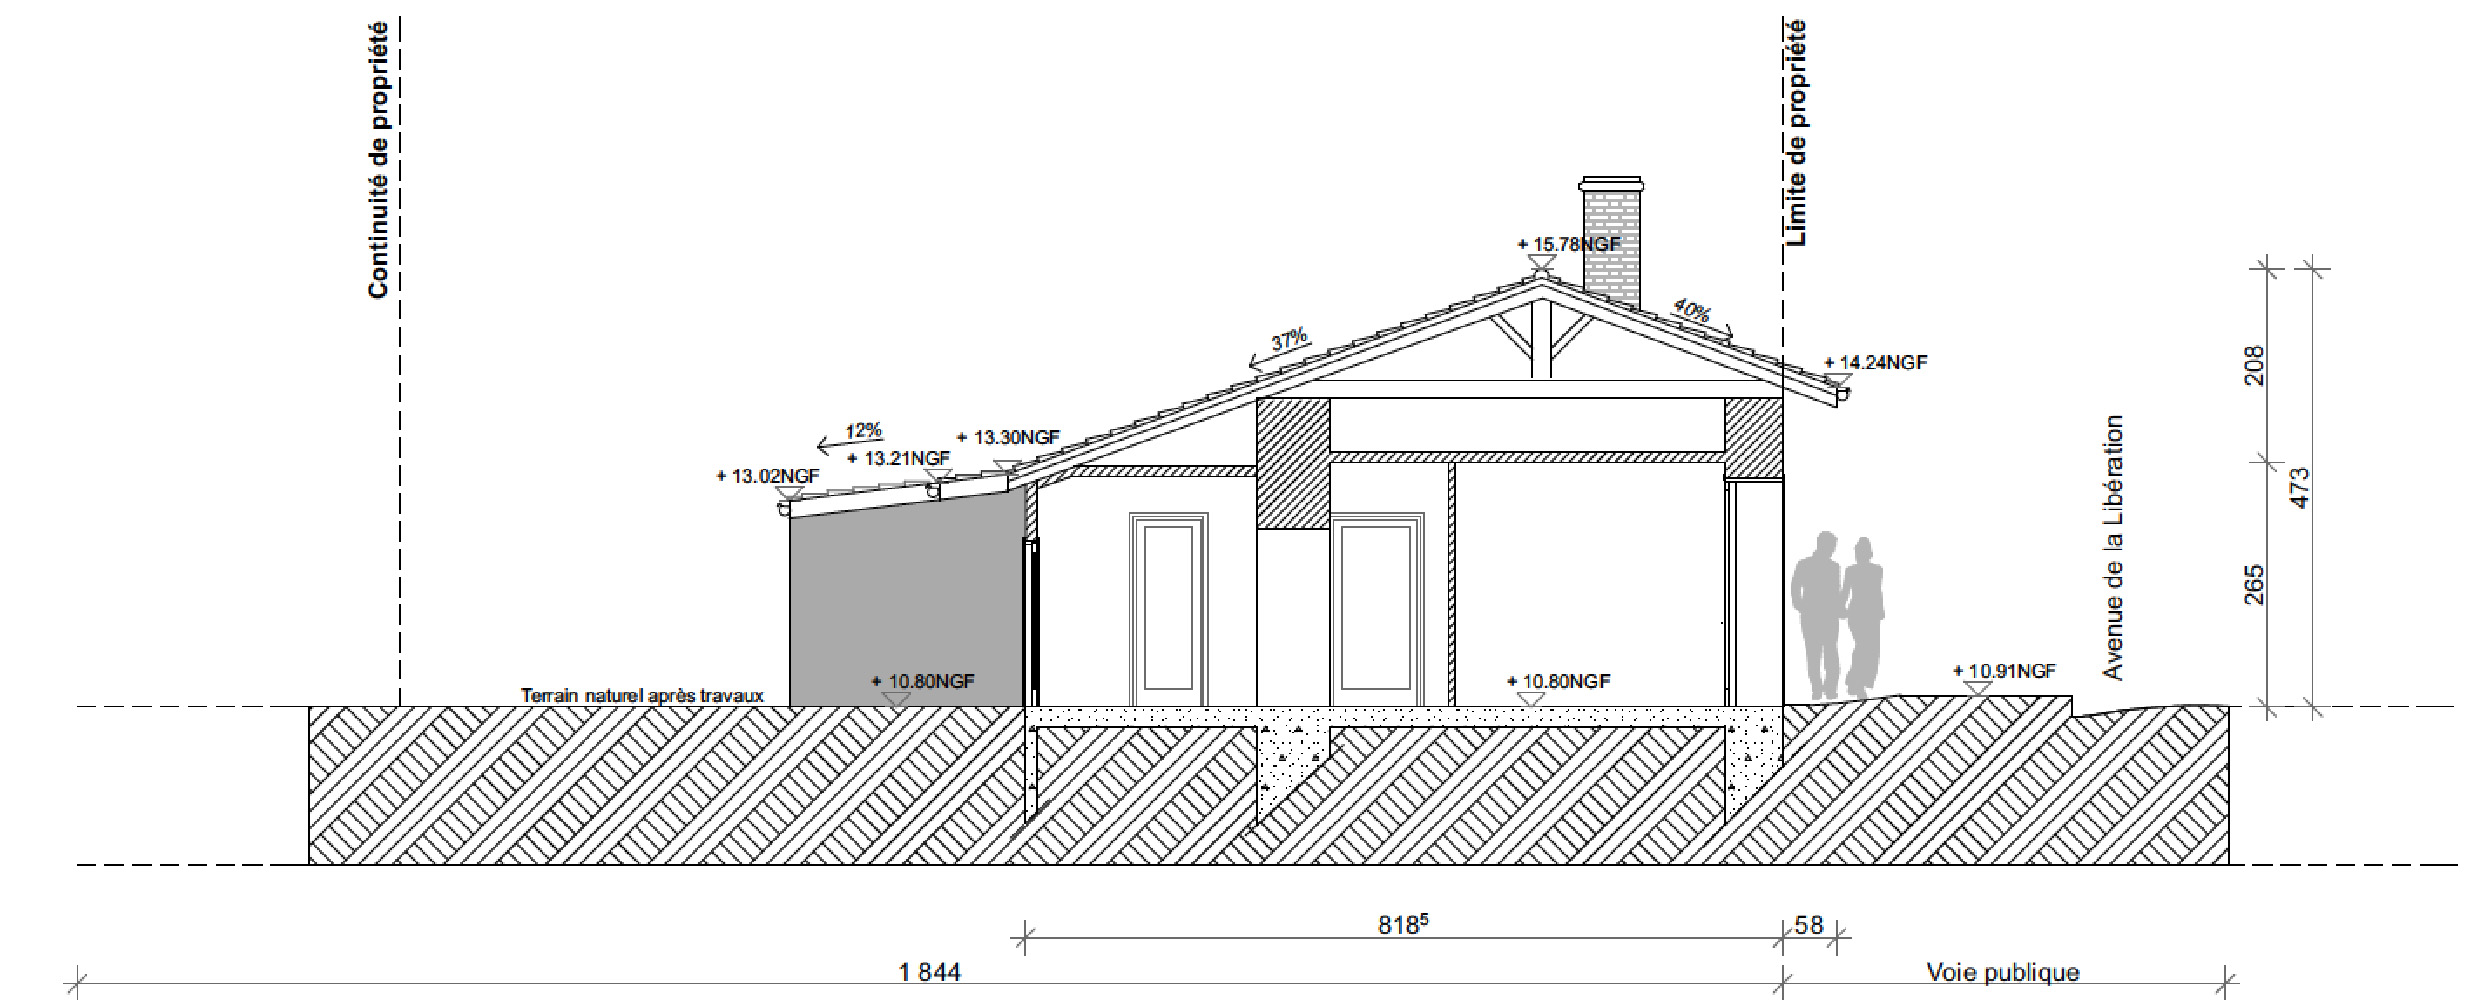 Continuité de propriété
Limite de propriété
+ 15.78NGF
40%
37%
+ 14.24NGF
12%
+ 13.30NGF
+ 13.21NGF
+ 13.02NGF
208
473
265
Avenue de la Libération
Terrain naturel après travaux
+ 10.80NGF
+ 10.80NGF
+ 10.91NGF
818⁵
58
1 844
Voie publique